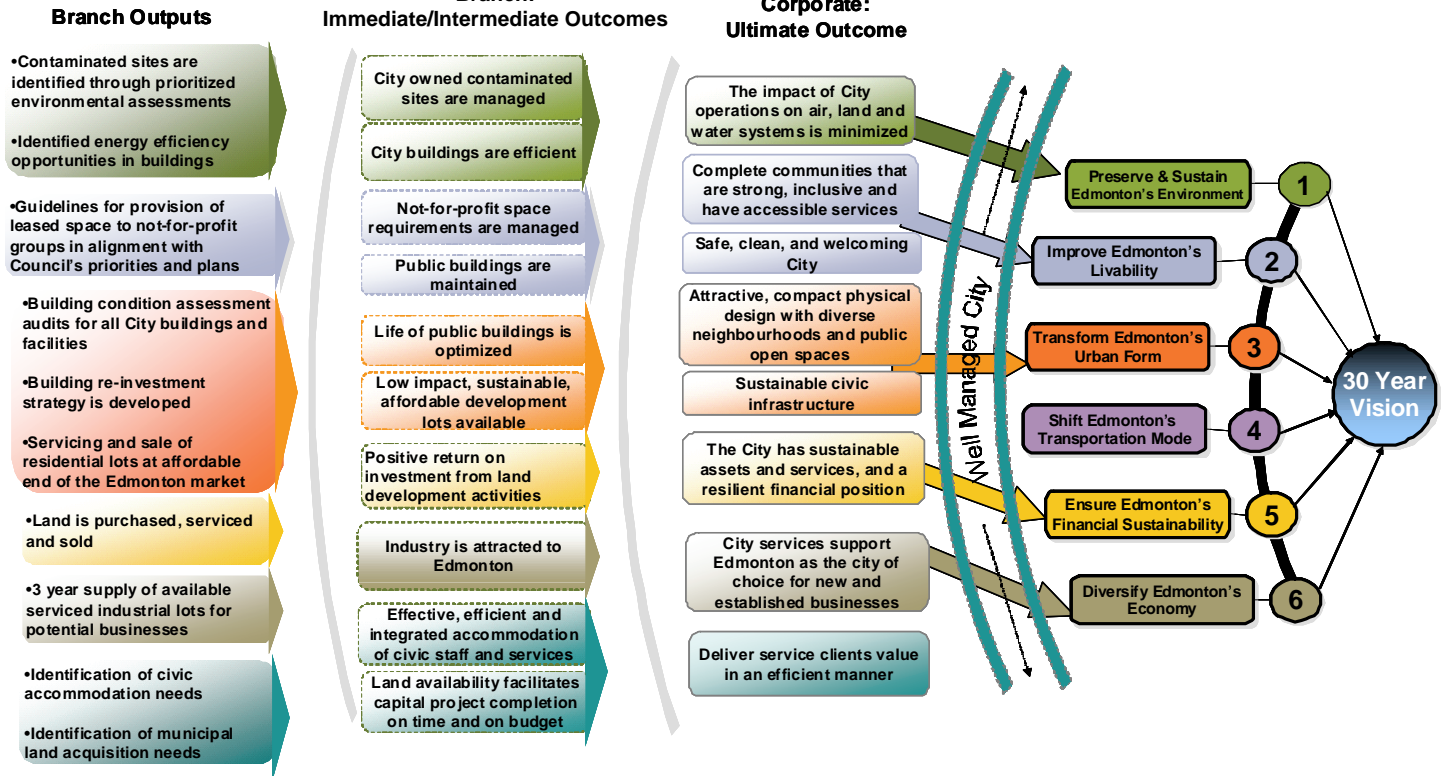 Branch Outputs
•Contaminated sites are
identified through prioritized
environmental assessments
•Identified energy efficiency
opportunities in buildings
•Guidelines for provision of
leased space to not-for-profit
groups in alignment with
Council's priorities and plans
•Building condition assessment
audits for all City buildings and
facilities
•Building re-investment
strategy is developed
•Servicing and sale of
residential lots at affordable
end of the Edmonton market
•Land is purchased, serviced
and sold
•3 year supply of available
serviced industrial lots for
potential businesses
•Identification of civic
accommodation needs
•Identification of municipal
land acquisition needs
Branch:
Immediate/Intermediate Outcomes
City owned contaminated
sites are managed
City buildings are efficient
Not-for-profit space
requirements are managed
Public buildings are
maintained
Life of public buildings is
optimized
Low impact, sustainable,
affordable development
lots available
Positive return on
investment from land
development activities
Industry is attracted to
Edmonton
Effective, efficient and
integrated accommodation
of civic staff and services
Land availability facilitates
capital project completion
on time and on budget
Corporate:
Ultimate Outcome
The impact of City
operations on air, land and
water systems is minimized
Complete communities that
are strong, inclusive and
have accessible services
Safe, clean, and welcoming
City
Attractive, compact physical
design with diverse
neighbourhoods and public
open spaces
Sustainable civic
infrastructure
The City has sustainable
assets and services, and a
resilient financial position
City services support
Edmonton as the city of
choice for new and
established businesses
Deliver service clients value
in an efficient manner
Well Managed City
Preserve & Sustain
Edmonton's Environment
1
Improve Edmonton's
Livability
2
Transform Edmonton's
Urban Form
3
Shift Edmonton's
Transportation Mode
4
Ensure Edmonton's
Financial Sustainability
5
Diversify Edmonton's
Economy
6
30 Year
Vision